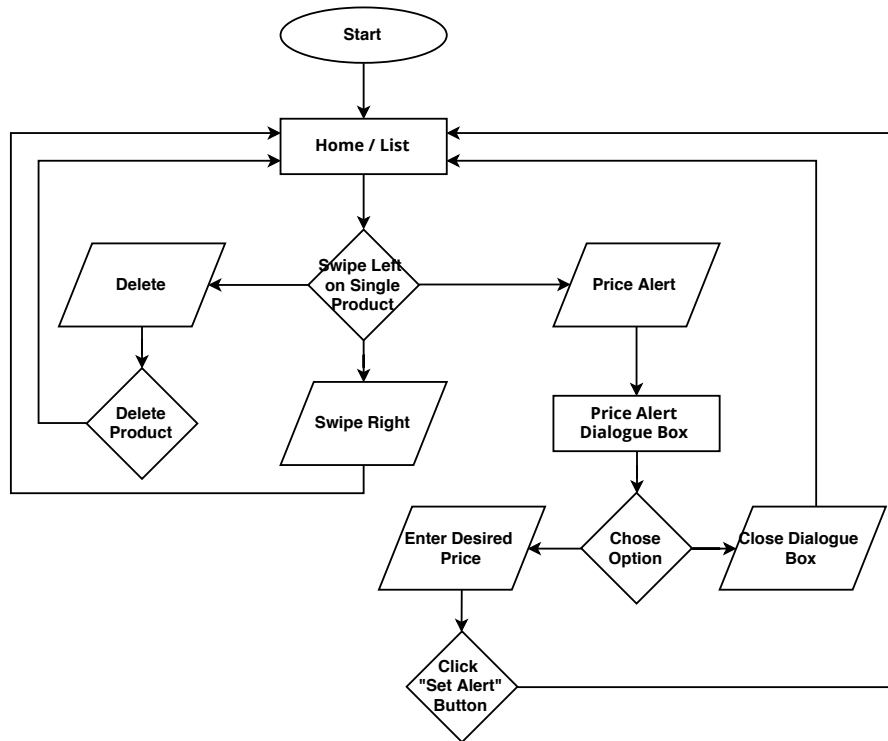 Start
Home / List
Swipe Left
on Single
Product
Delete
Price Alert
Delete
Product
Swipe Right
Price Alert
Dialogue Box
Enter Desired
Price
Chose
Option
Close Dialogue
Box
Click
"Set Alert"
Button